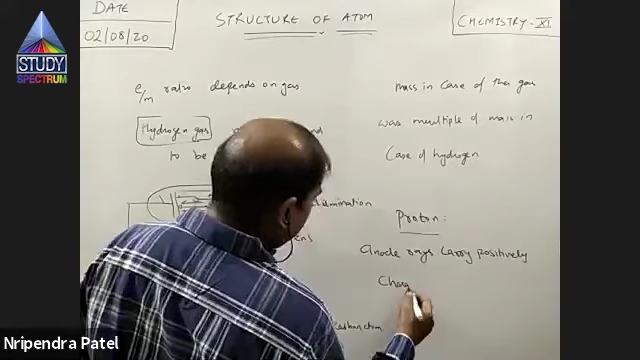 DATE
02/08/20
STRUCTURE OF ATOM
CHEMISTRY-XI
STUDY
SPECTRUM
e/m ratio depends on gas
Hydrogen gas
to be
mass in case of
gas
was multiple of mass in
Case of hydrogen
Proton:
Anode rays carry positively
Charg
Nripendra Patel